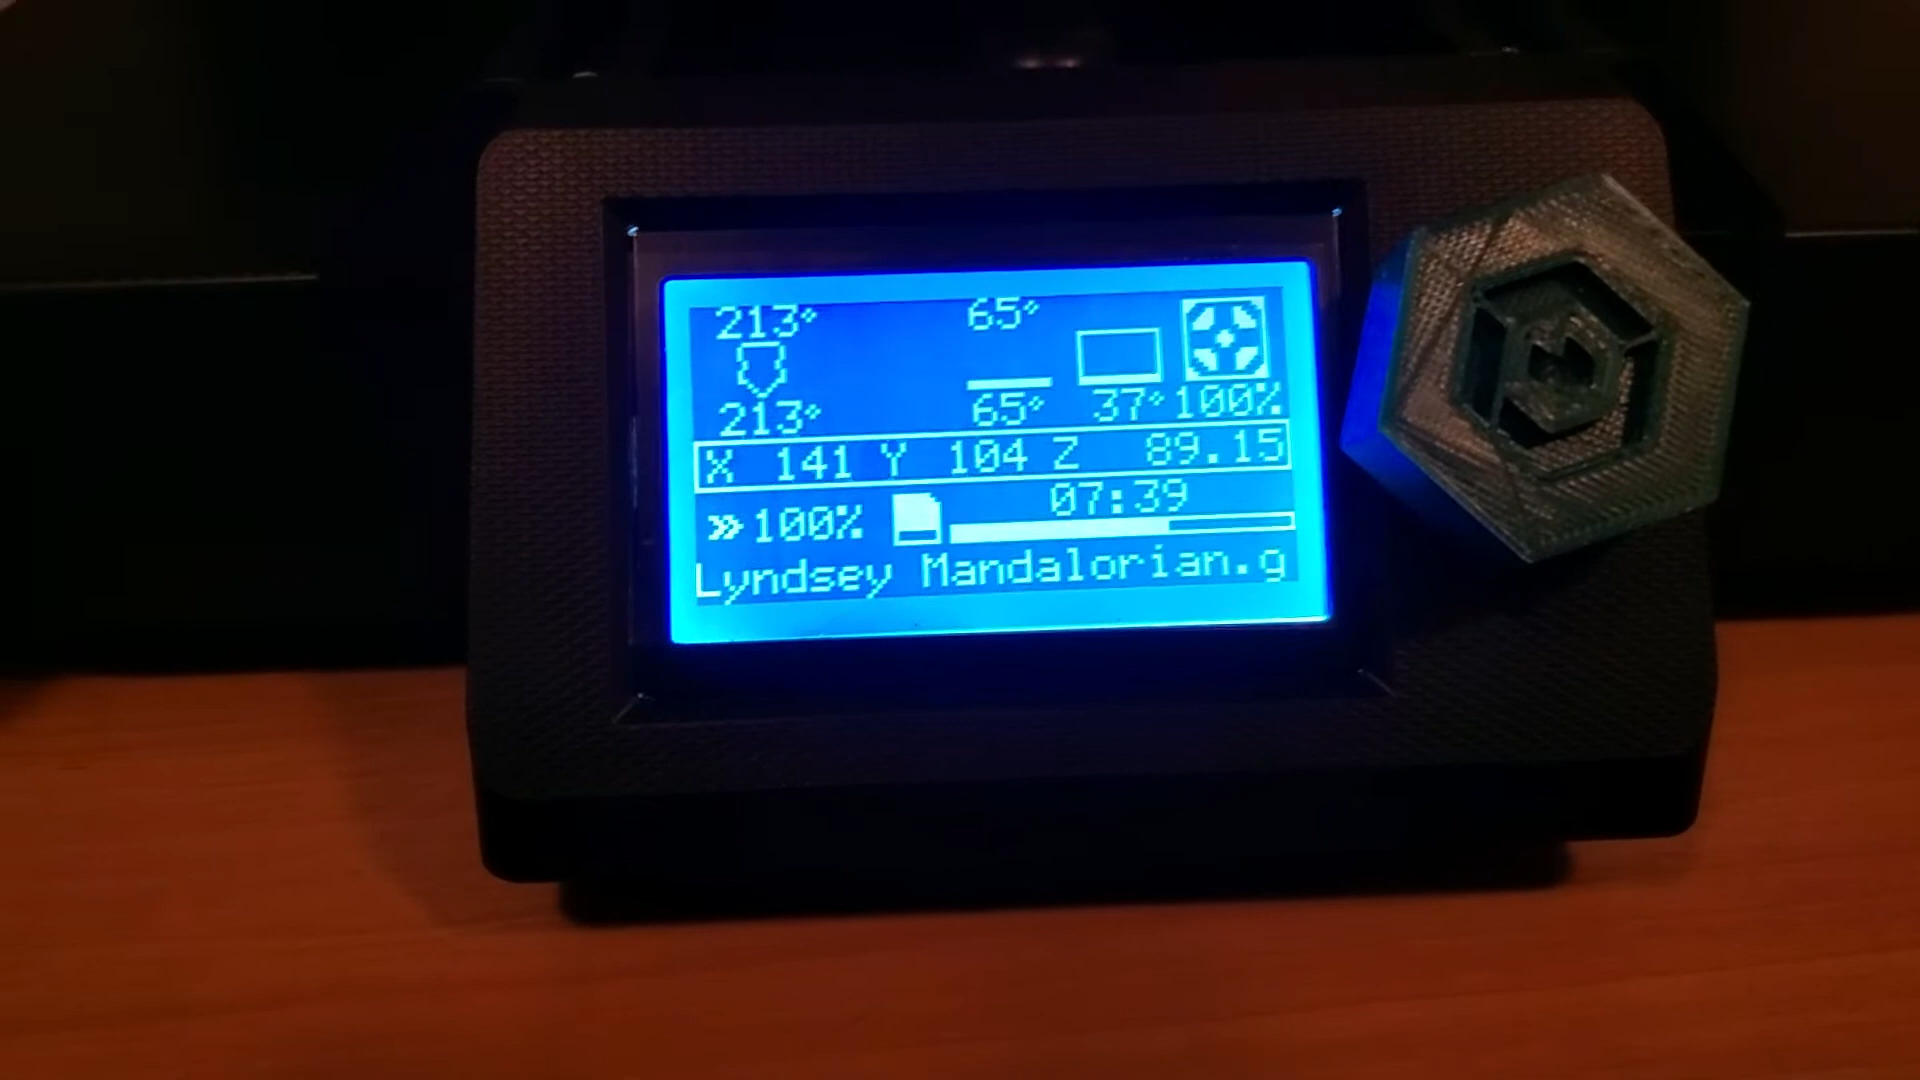 213° 65°
213° 65° 37° 100%
X 141 Y 104 Z 89.15
07:39
»100%
Lyndsey Mandalorian.g